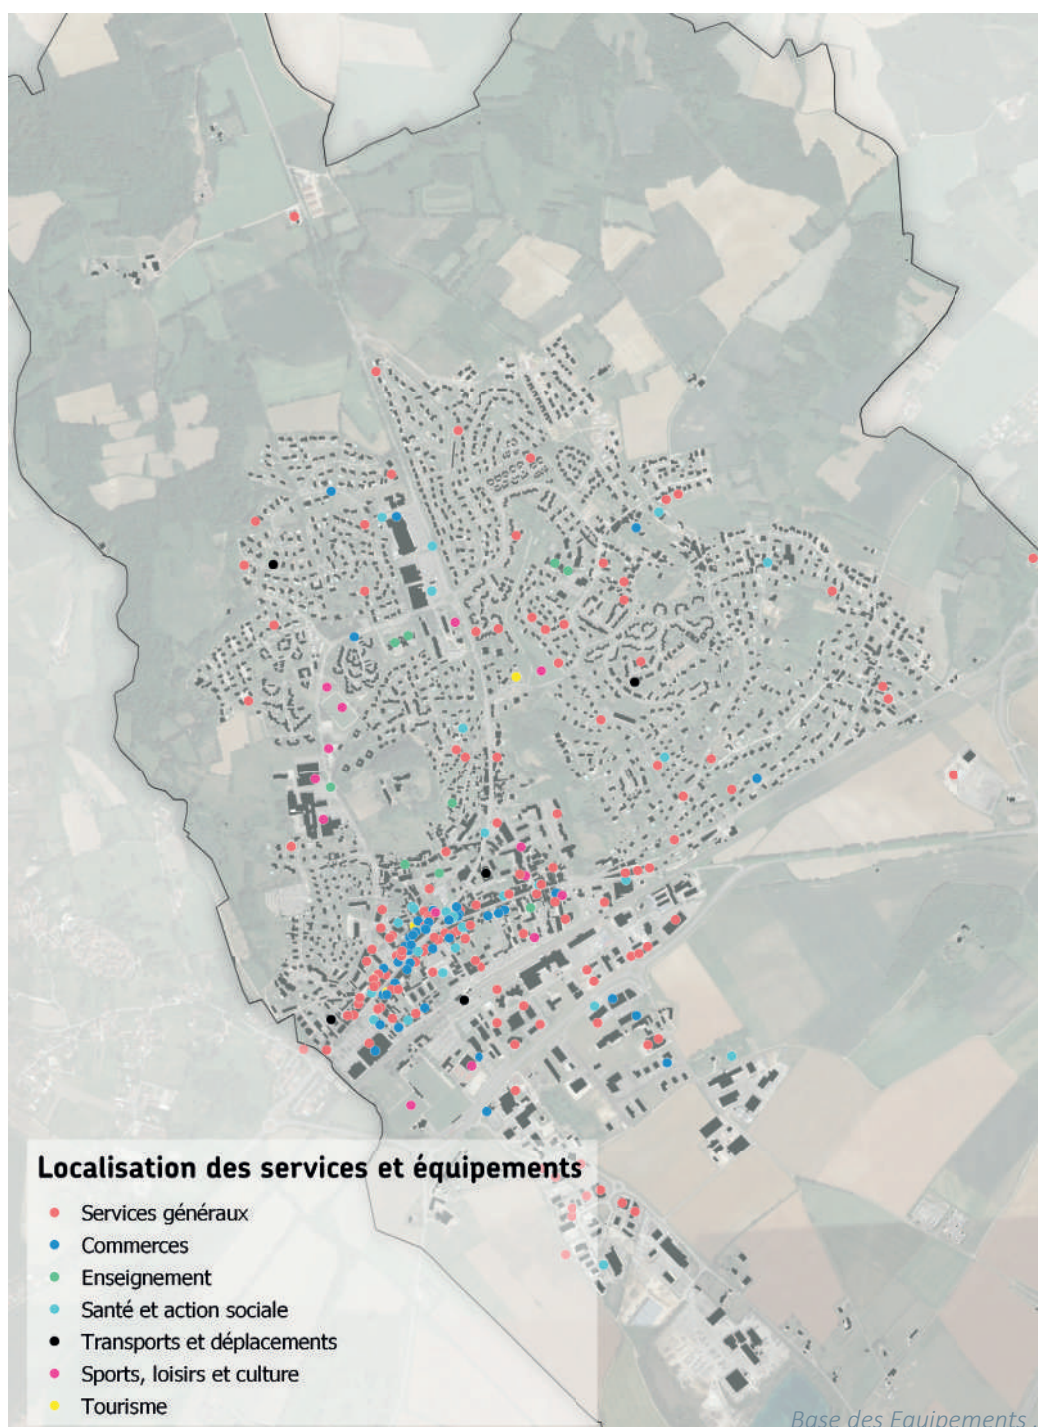 Localisation des services et équipements
Services généraux
Commerces
Enseignement
Santé et action sociale
Transports et déplacements
Sports, loisirs et culture
Tourisme
Base des Equipements